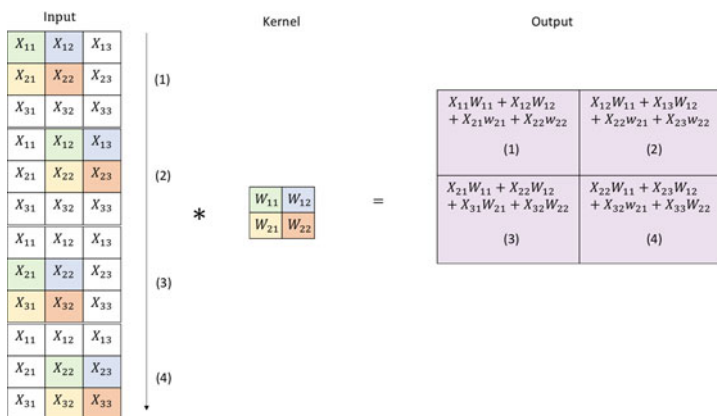 Input
Kernel
Output
X₁₁ X₁₂ X₁₃
X₂₁ X₂₂ X₂₃
X₃₁ X₃₂ X₃₃
(1)
X₁₁ X₁₂ X₁₃
X₂₁ X₂₂ X₂₃
X₃₁ X₃₂ X₃₃
(2)
X₁₁ X₁₂ X₁₃
X₂₁ X₂₂ X₂₃
X₃₁ X₃₂ X₃₃
(3)
X₁₁ X₁₂ X₁₃
X₂₁ X₂₂ X₂₃
X₃₁ X₃₂ X₃₃
(4)
*
W₁₁ W₁₂
W₂₁ W₂₂
=
X₁₁W₁₁ + X₁₂W₁₂
+ X₂₁w₂₁ + X₂₂w₂₂
(1)
X₁₂W₁₁ + X₁₃W₁₂
+ X₂₂w₂₁ + X₂₃w₂₂
(2)
X₂₁W₁₁ + X₂₂W₁₂
+ X₃₁W₂₁ + X₃₂W₂₂
(3)
X₂₂W₁₁ + X₂₃W₁₂
+ X₃₂w₂₁ + X₃₃W₂₂
(4)